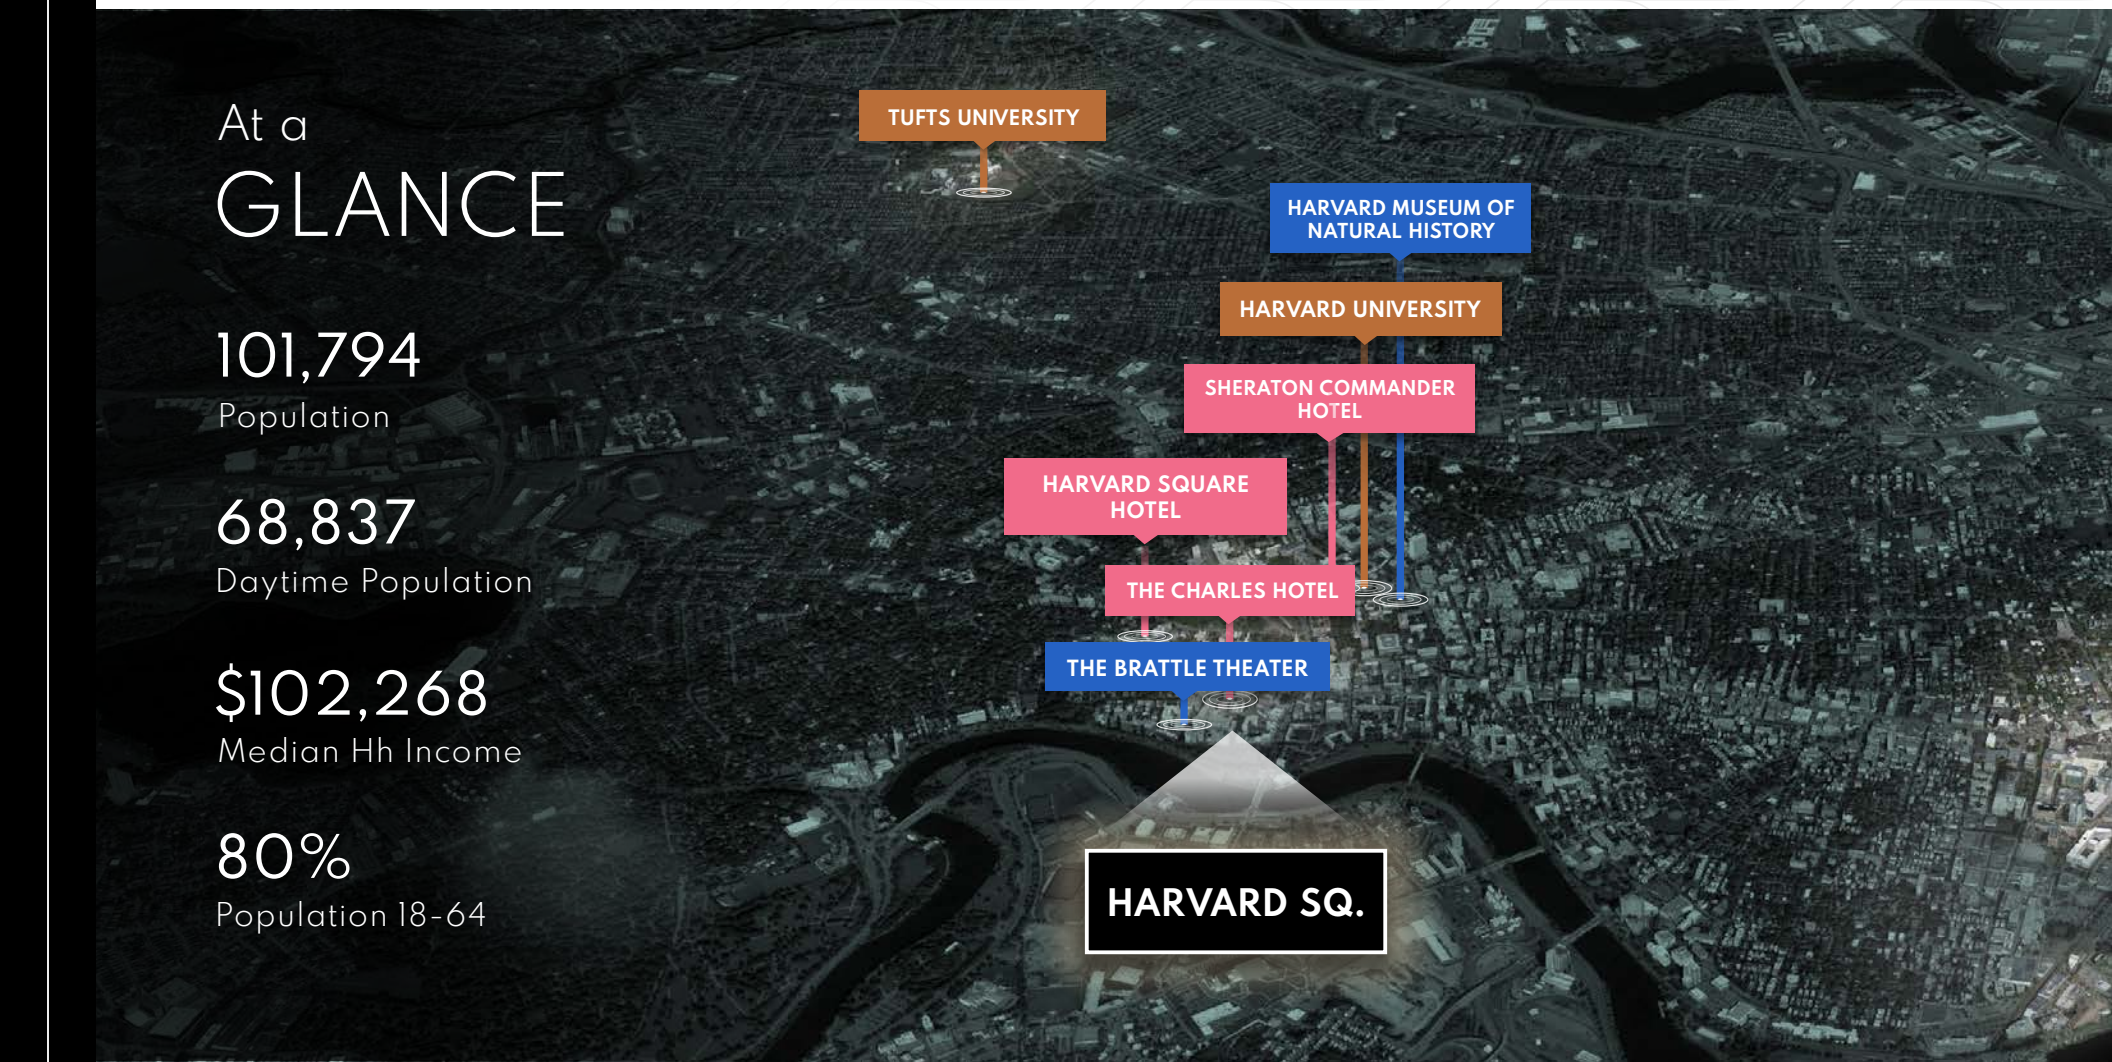 At a
GLANCE
101,794
Population
68,837
Daytime Population
$102,268
Median Hh Income
80%
Population 18-64
TUFTS UNIVERSITY
HARVARD MUSEUM OF
NATURAL HISTORY
HARVARD UNIVERSITY
SHERATON COMMANDER
HOTEL
HARVARD SQUARE
HOTEL
THE CHARLES HOTEL
THE BRATTLE THEATER
HARVARD SQ.